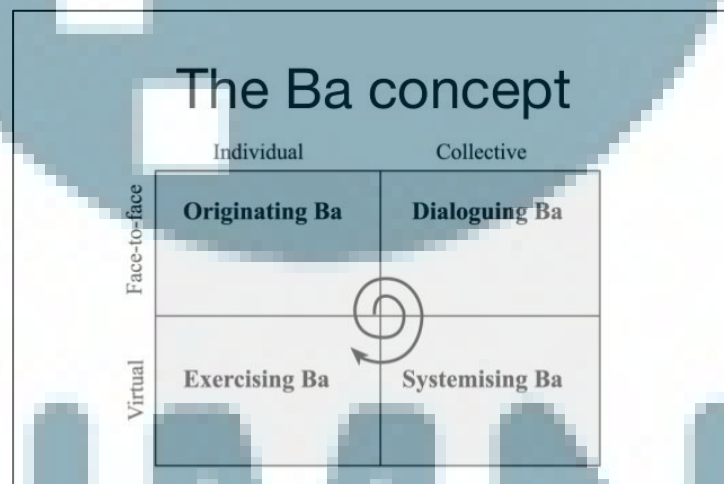 The Ba concept
Individual Collective
Face-to-face
Originating Ba Dialoguing Ba
Virtual
Exercising Ba Systemising Ba